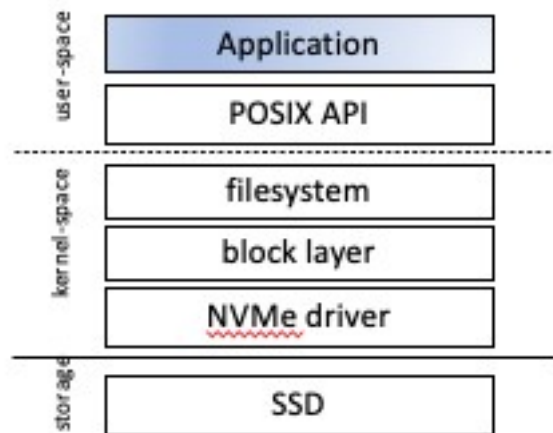 user-space
Application
POSIX API
kernel-space
filesystem
block layer
NVMe driver
storage
SSD